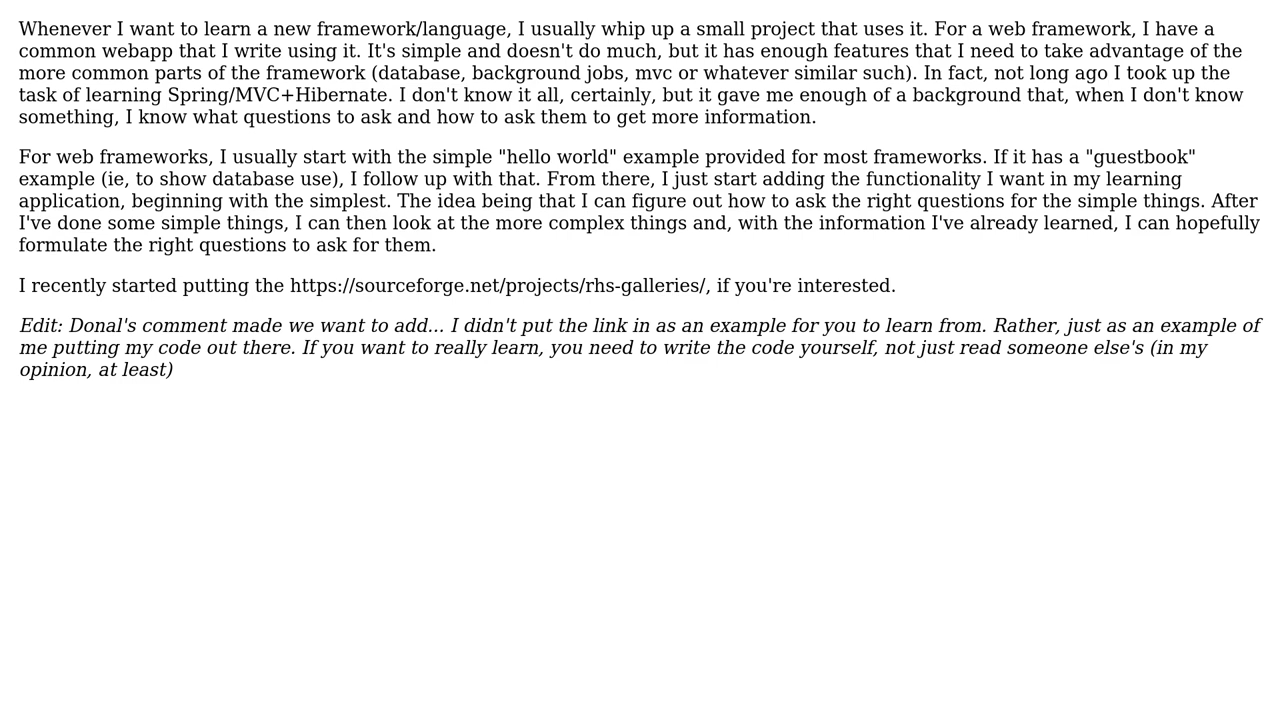 Whenever I want to learn a new framework/language, I usually whip up a small project that uses it. For a web framework, I have a
common webapp that I write using it. It's simple and doesn't do much, but it has enough features that I need to take advantage of the
more common parts of the framework (database, background jobs, mvc or whatever similar such). In fact, not long ago I took up the
task of learning Spring/MVC+Hibernate. I don't know it all, certainly, but it gave me enough of a background that, when I don't know
something, I know what questions to ask and how to ask them to get more information.
For web frameworks, I usually start with the simple "hello world" example provided for most frameworks. If it has a "guestbook"
example (ie, to show database use), I follow up with that. From there, I just start adding the functionality I want in my learning
application, beginning with the simplest. The idea being that I can figure out how to ask the right questions for the simple things. After
I've done some simple things, I can then look at the more complex things and, with the information I've already learned, I can hopefully
formulate the right questions to ask for them.
I recently started putting the https://sourceforge.net/projects/rhs-galleries/, if you're interested.
Edit: Donal's comment made we want to add... I didn't put the link in as an example for you to learn from. Rather, just as an example of
me putting my code out there. If you want to really learn, you need to write the code yourself, not just read someone else's (in my
opinion, at least)